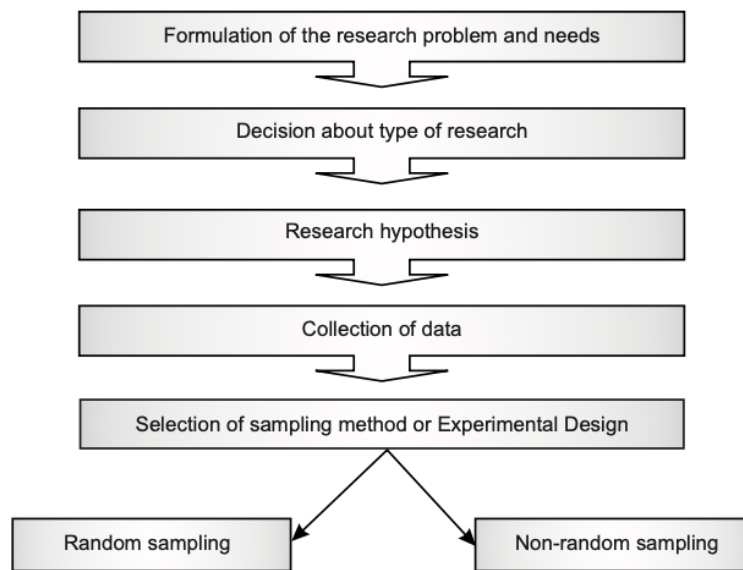 Formulation of the research problem and needs
Decision about type of research
Research hypothesis
Collection of data
Selection of sampling method or Experimental Design
Random sampling
Non-random sampling